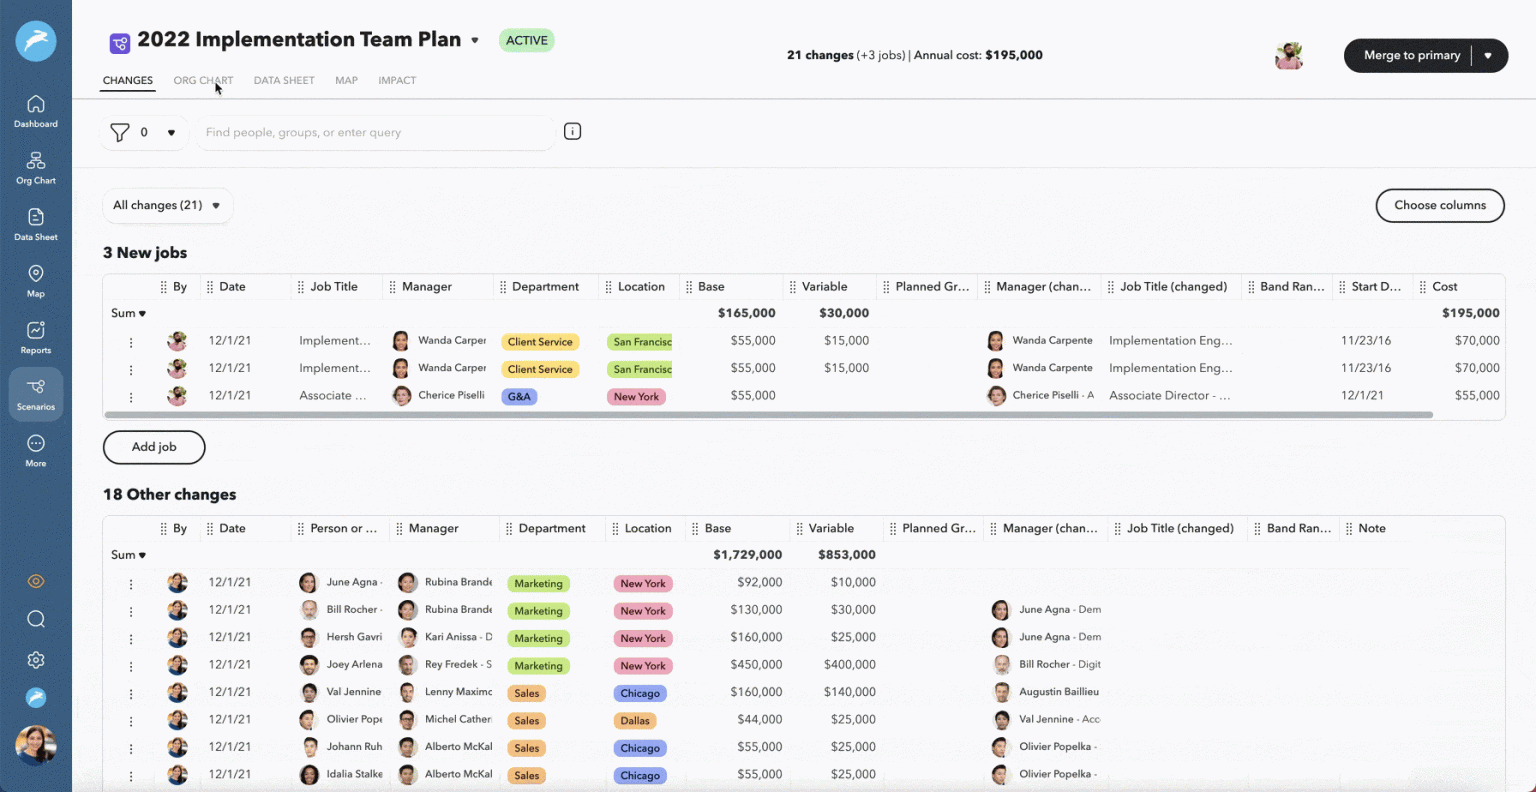 2022 Implementation Team Plan ACTIVE
21 changes (+3 jobs) | Annual cost: $195,000
Merge to primary
CHANGES ORG CHART DATA SHEET MAP IMPACT
Dashboard
Org Chart
Data Sheet
Map
Reports
Scenarios
More
0 Find people, groups, or enter query i
All changes (21) Choose columns
3 New jobs
By Date Job Title Manager Department Location Base Variable Planned Gr... Manager (chan... Job Title (changed) Band Ran... Start D... Cost
Sum $165,000 $30,000 $195,000
12/1/21 Implement... Wanda Carper Client Service San Francisc $55,000 $15,000 Wanda Carpente Implementation Eng... 11/23/16 $70,000
12/1/21 Implement... Wanda Carper Client Service San Francisc $55,000 $15,000 Wanda Carpente Implementation Eng... 11/23/16 $70,000
12/1/21 Associate ... Cherice Piselli G&A New York $55,000 Cherice Piselli - A Associate Director - ... 12/1/21 $55,000
Add job
18 Other changes
By Date Person or ... Manager Department Location Base Variable Planned Gr... Manager (chan... Job Title (changed) Band Ran... Note
Sum $1,729,000 $853,000
12/1/21 June Agna - Rubina Brande Marketing New York $92,000 $10,000
12/1/21 Bill Rocher - Rubina Brande Marketing New York $130,000 $30,000 June Agna - Dem
12/1/21 Hersh Gavri Kari Anissa - D Marketing New York $160,000 $25,000 June Agna - Dem
12/1/21 Joey Arlena Rey Fredek - S Marketing New York $450,000 $400,000 Bill Rocher - Digit
12/1/21 Val Jennine Lenny Maximo Sales Chicago $160,000 $140,000 Augustin Baillieu
12/1/21 Olivier Pope Michel Catheri Sales Dallas $44,000 $25,000 Val Jennine - Acc
12/1/21 Johann Ruh Alberto McKal Sales Chicago $55,000 $25,000 Olivier Popelka -
12/1/21 Idalia Stalke Alberto McKal Sales Chicago $55,000 $25,000 Olivier Popelka -